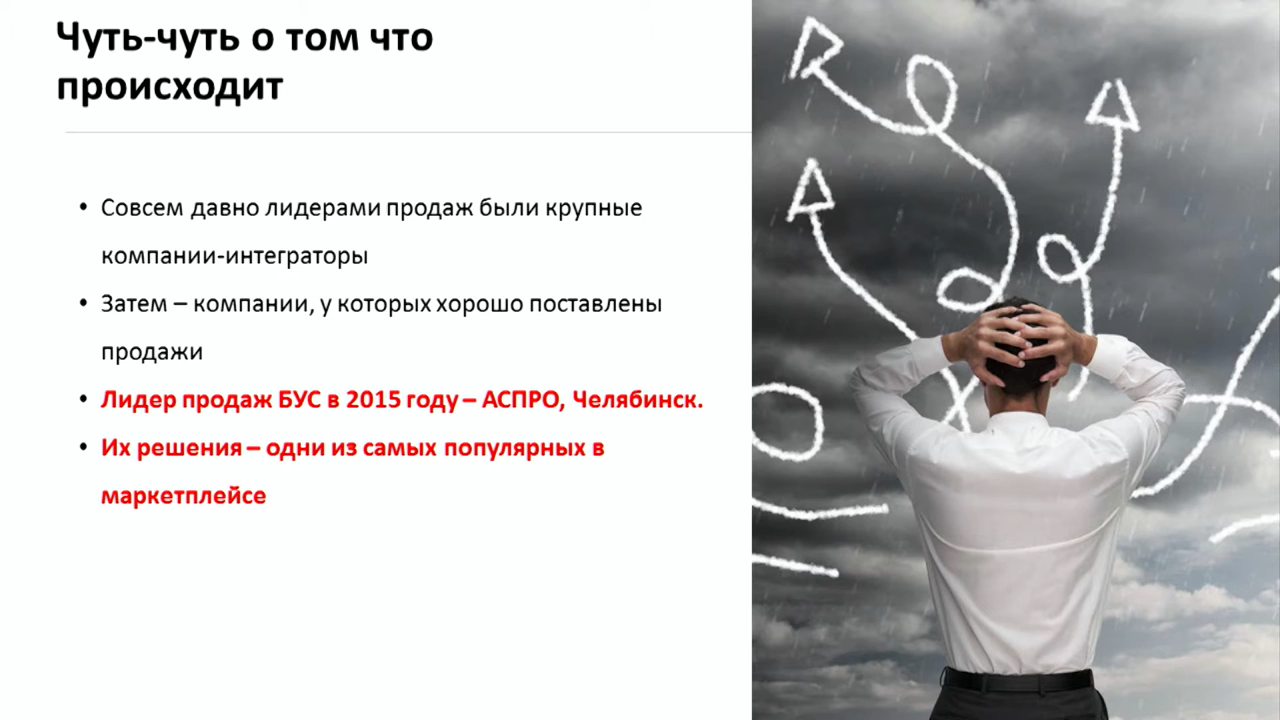 Чуть-чуть о том что
происходит
• Совсем давно лидерами продаж были крупные
компании-интеграторы
• Затем – компании, у которых хорошо поставлены
продажи
• Лидер продаж БУС в 2015 году – АСПРО, Челябинск.
• Их решения – одни из самых популярных в
маркетплейсе